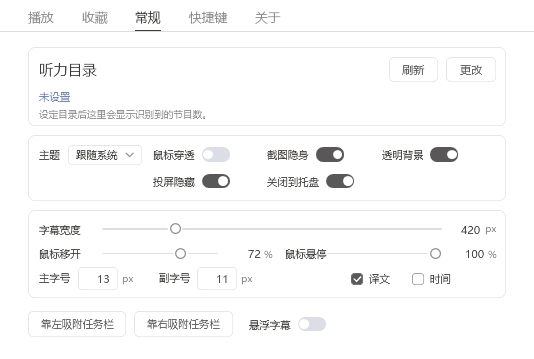 播放 收藏 常规 快捷键 关于
听力目录 刷新 更改
未设置
设定目录后这里会显示识别到的节目数。
主题 跟随系统 鼠标穿透 截图隐身 透明背景
投屏隐藏 关闭到托盘
字幕宽度 420 px
鼠标移开 72 % 鼠标悬停 100 %
主字号 13 px 副字号 11 px 译文 时间
靠左吸附任务栏 靠右吸附任务栏 悬浮字幕